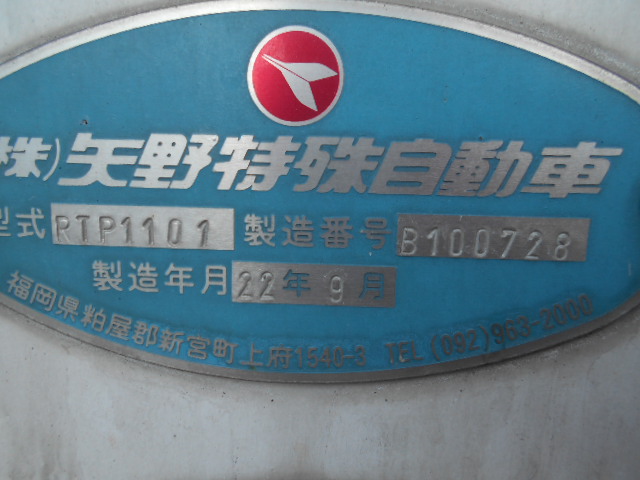 株)矢野特殊自動車
型式 RTP1101 製造番号 B100728
製造年月 22年 9月
福岡県粕屋郡新宮町上府1540-3 TEL (092)963-2000